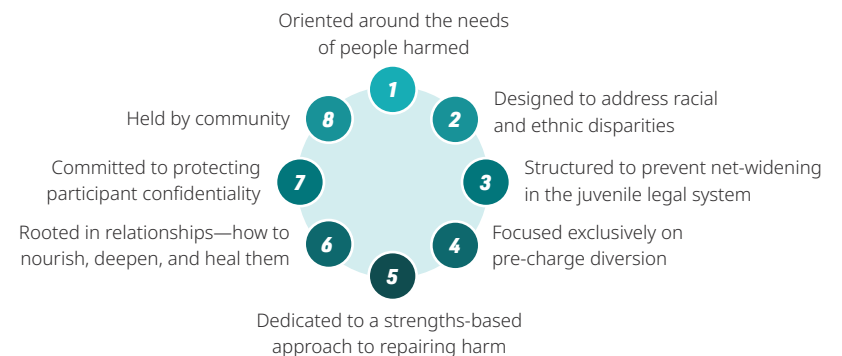 Oriented around the needs
of people harmed
1
Designed to address racial
and ethnic disparities
2
Structured to prevent net-widening
in the juvenile legal system
3
Focused exclusively on
pre-charge diversion
4
Dedicated to a strengths-based
approach to repairing harm
5
Rooted in relationships—how to
nourish, deepen, and heal them
6
Committed to protecting
participant confidentiality
7
Held by community
8